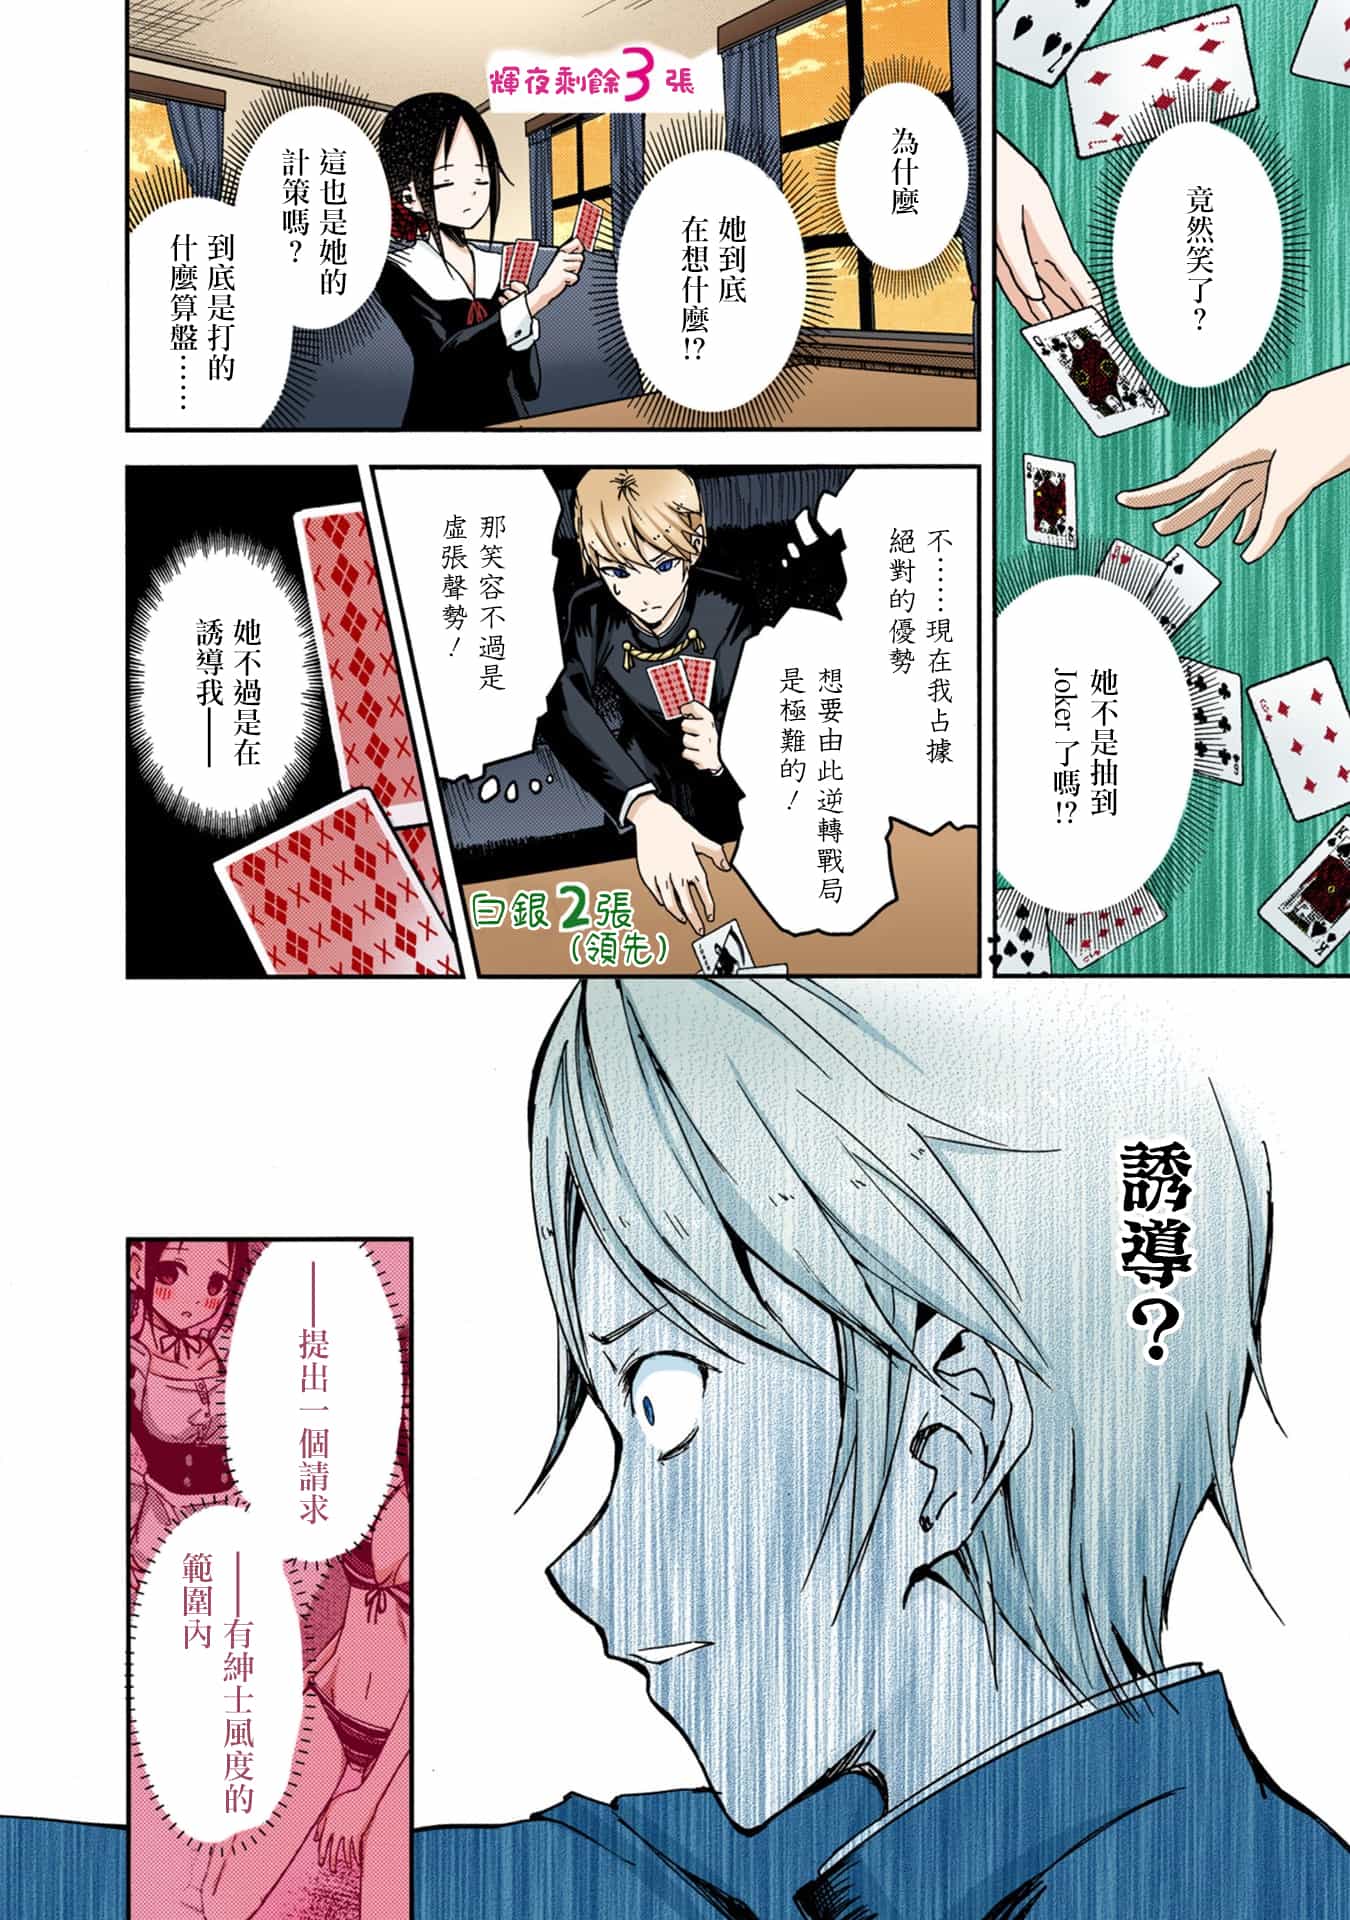 竟然笑了？
她不是抽到
Joker了嗎!?
為什麼
她到底
在想什麼!?
輝夜剩餘3張
這也是她的
計策嗎？
到底是打的
什麼算盤……
不……現在我占據
絕對的優勢
想要由此逆轉戰局
是極難的！
那笑容不過是
虛張聲勢！
白銀2張
(領先)
她不過是在
誘導我——
誘導？
——提出一個請求
——有紳士風度的
範圍內